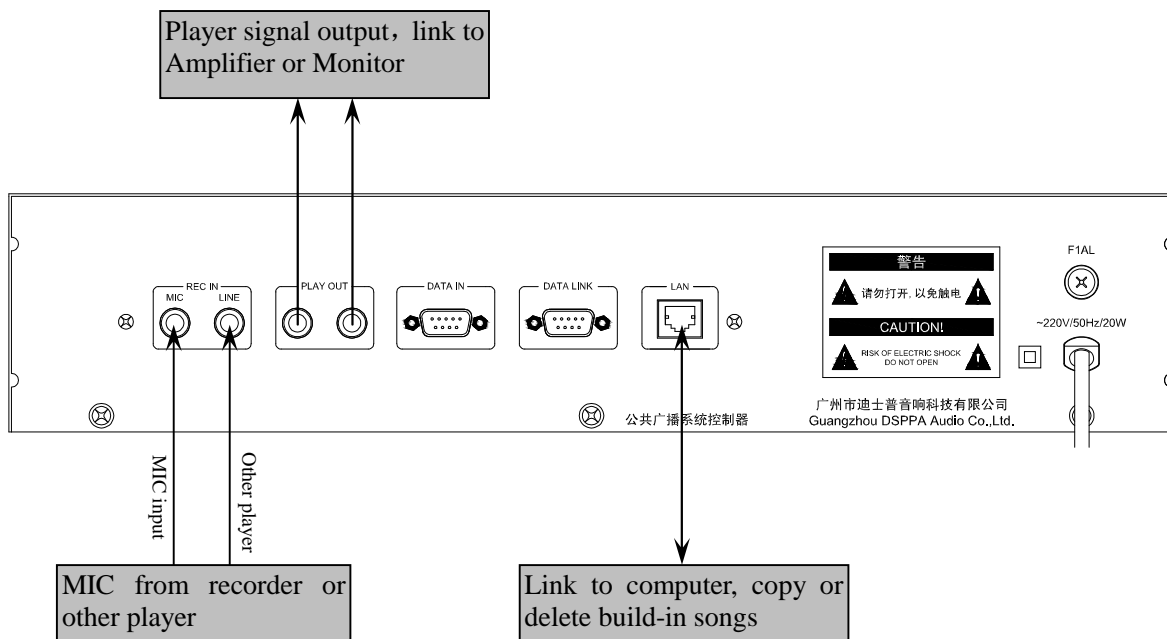 Player signal output，link to
Amplifier or Monitor
REC IN
MIC
LINE
PLAY OUT
DATA IN
DATA LINK
LAN
警告
请勿打开, 以免触电
CAUTION!
RISK OF ELECTRIC SHOCK
DO NOT OPEN
F1AL
~220V/50Hz/20W
公共广播系统控制器
广州市迪士普音响科技有限公司
Guangzhou DSPPA Audio Co.,Ltd.
MIC input
Other player
MIC from recorder or
other player
Link to computer, copy or
delete build-in songs